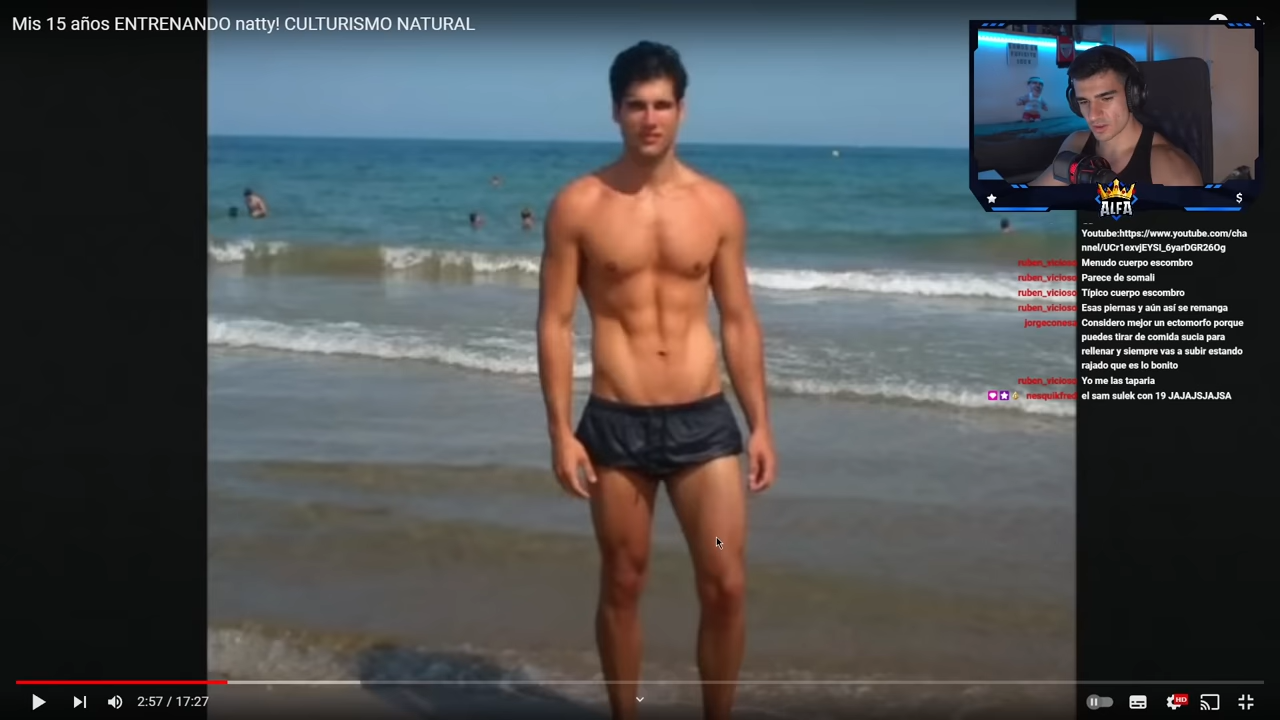 Mis 15 años ENTRENANDO natty! CULTURISMO NATURAL
ALFA
$
Youtube:https://www.youtube.com/cha
nnel/UCr1exvjEYSI_6yarDGR26Og
ruben_vicioso Menudo cuerpo escombro
ruben_vicioso Parece de somali
ruben_vicioso Típico cuerpo escombro
ruben_vicioso Esas piernas y aún así se remanga
jorgeconesa Considero mejor un ectomorfo porque
puedes tirar de comida sucia para
rellenar y siempre vas a subir estando
rajado que es lo bonito
ruben_vicioso Yo me las taparia
nesquikfred el sam sulek con 19 JAJAJSJAJSA
2:57 / 17:27
HD